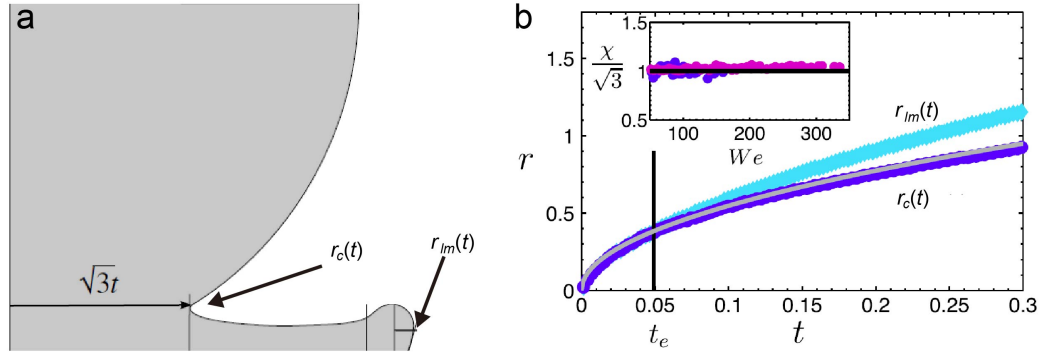 a
√3t
r_c(t)
r_lm(t)
b
1.5
1
0.5
0
r
χ/√3
1.5
1
0.5
100 200 300
We
r_lm(t)
r_c(t)
0 0.05 0.1 0.15 0.2 0.25 0.3
t_e
t